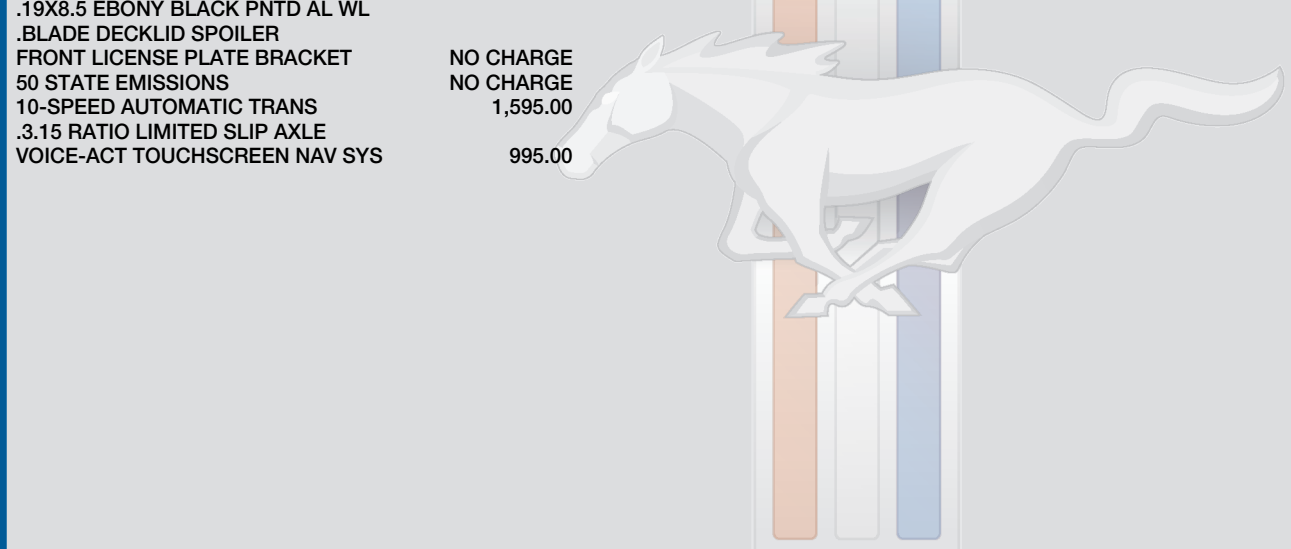 .19X8.5 EBONY BLACK PNTD AL WL
.BLADE DECKLID SPOILER
FRONT LICENSE PLATE BRACKET NO CHARGE
50 STATE EMISSIONS NO CHARGE
10-SPEED AUTOMATIC TRANS 1,595.00
.3.15 RATIO LIMITED SLIP AXLE
VOICE-ACT TOUCHSCREEN NAV SYS 995.00